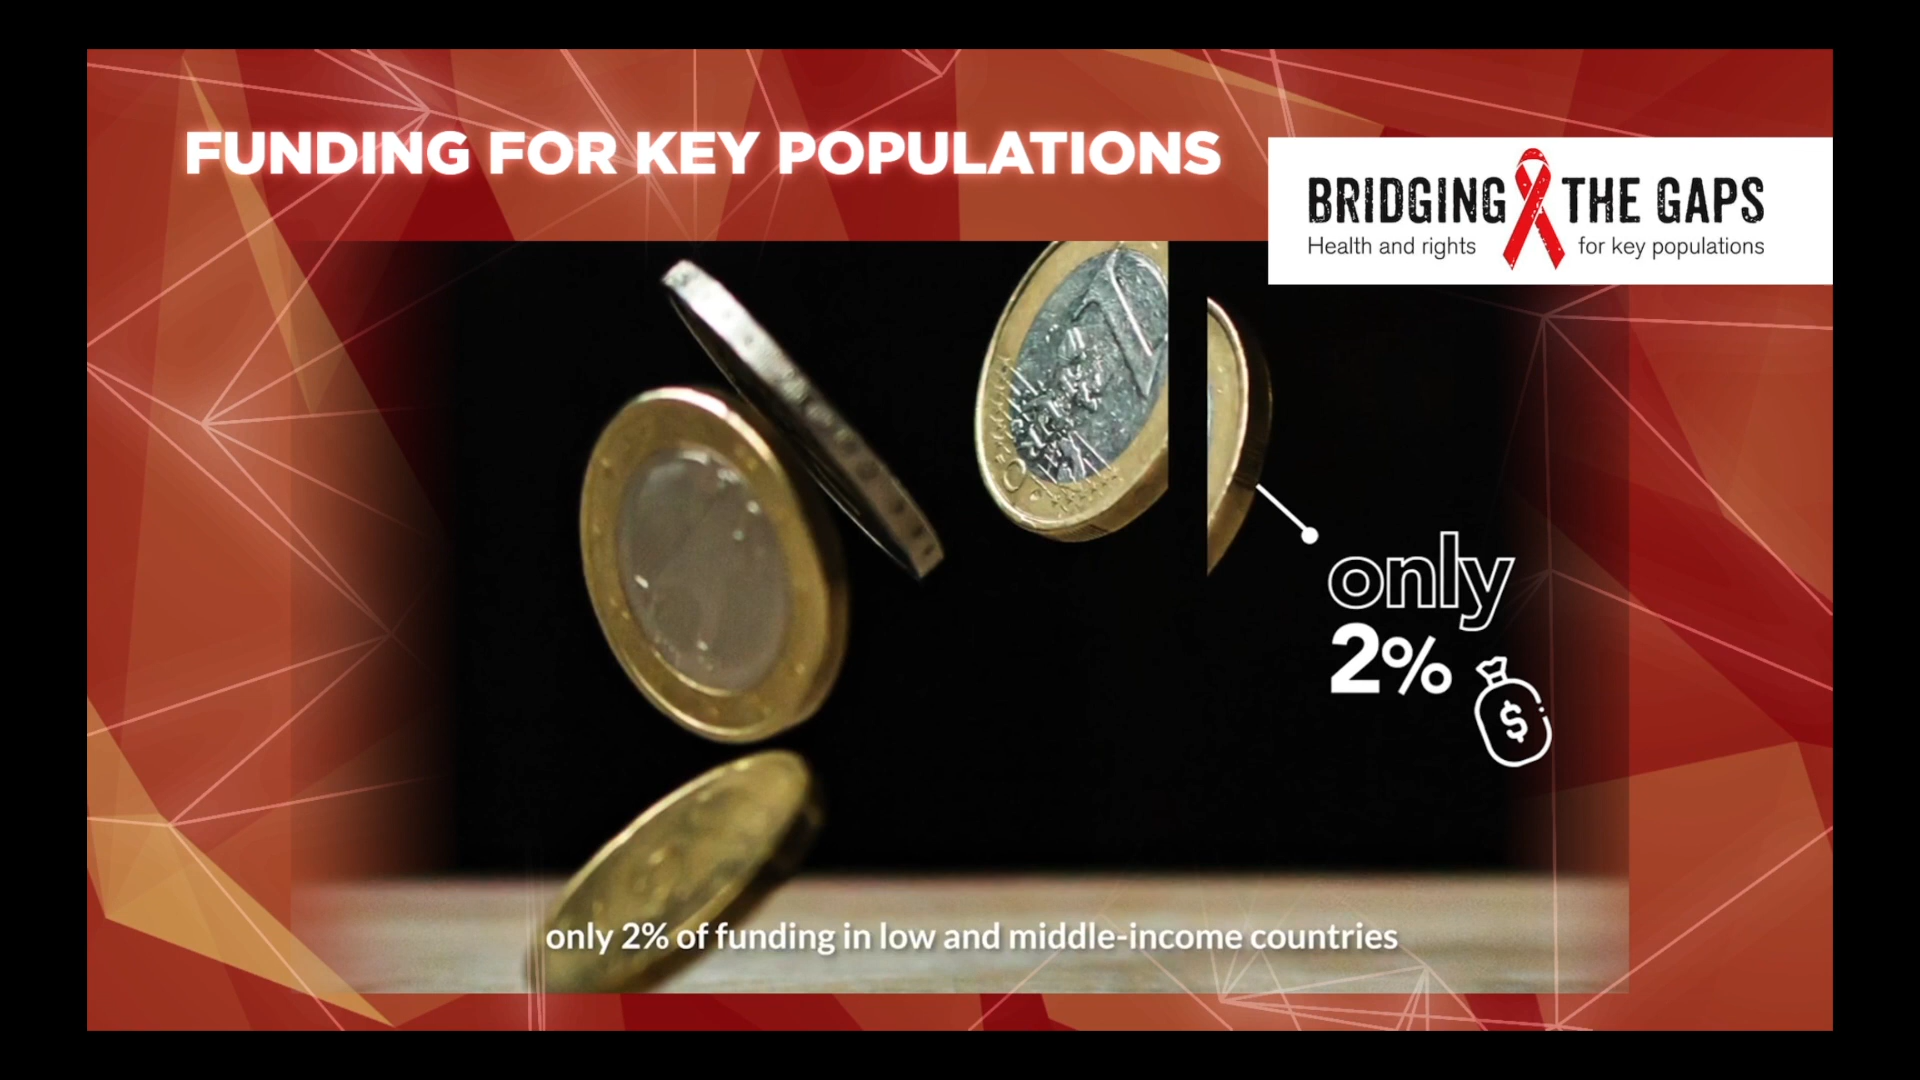 FUNDING FOR KEY POPULATIONS
BRIDGING THE GAPS
Health and rights for key populations
only
2%
$
only 2% of funding in low and middle-income countries